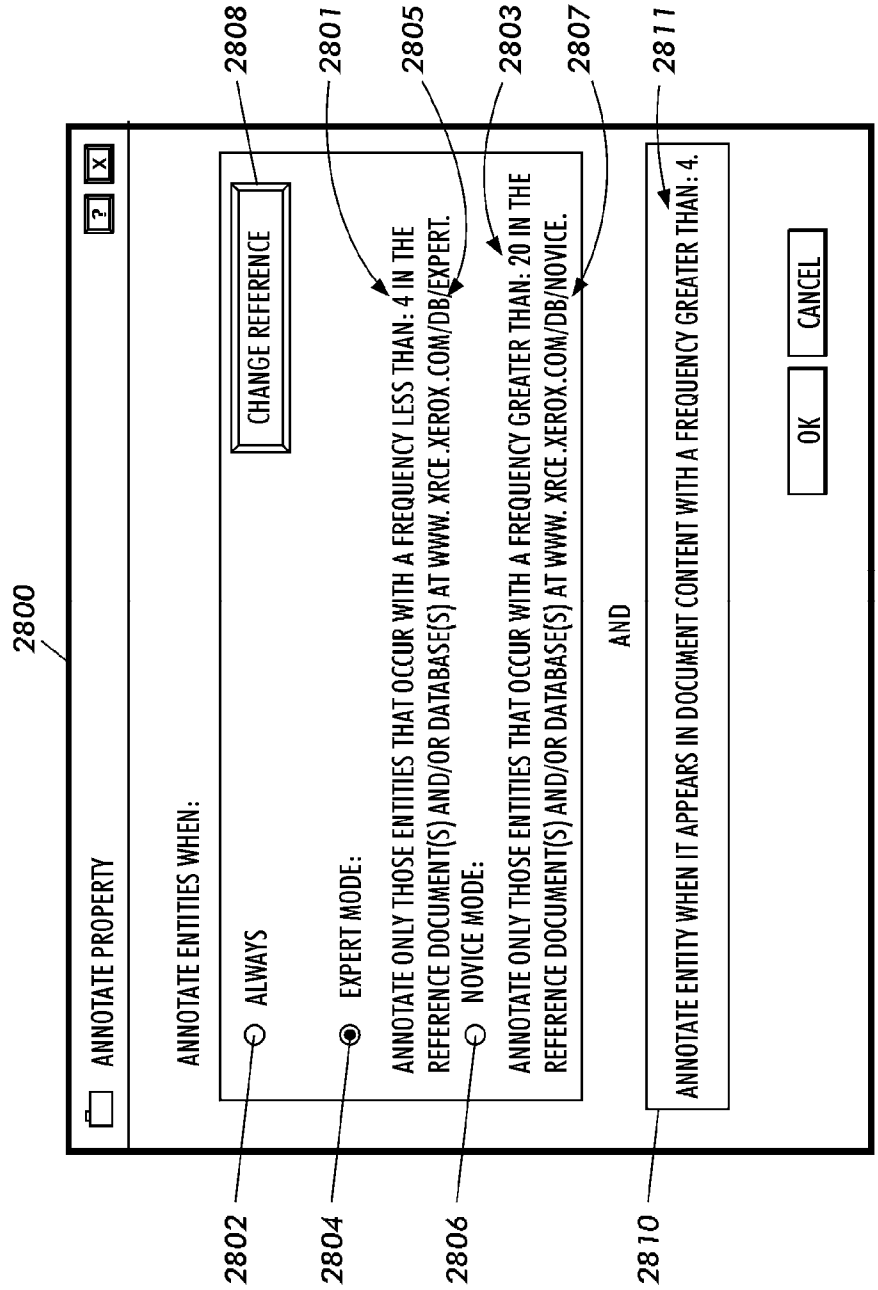 2800
ANNOTATE PROPERTY
? X
ANNOTATE ENTITIES WHEN:
2802
ALWAYS
CHANGE REFERENCE
2808
2804
EXPERT MODE:
ANNOTATE ONLY THOSE ENTITIES THAT OCCUR WITH A FREQUENCY LESS THAN: 4 IN THE
2801
REFERENCE DOCUMENT(S) AND/OR DATABASE(S) AT WWW. XRCE.XEROX.COM/DB/EXPERT.
2805
2806
NOVICE MODE:
ANNOTATE ONLY THOSE ENTITIES THAT OCCUR WITH A FREQUENCY GREATER THAN: 20 IN THE
2803
REFERENCE DOCUMENT(S) AND/OR DATABASE(S) AT WWW. XRCE.XEROX.COM/DB/NOVICE.
2807
AND
2810
ANNOTATE ENTITY WHEN IT APPEARS IN DOCUMENT CONTENT WITH A FREQUENCY GREATER THAN: 4.
2811
OK
CANCEL